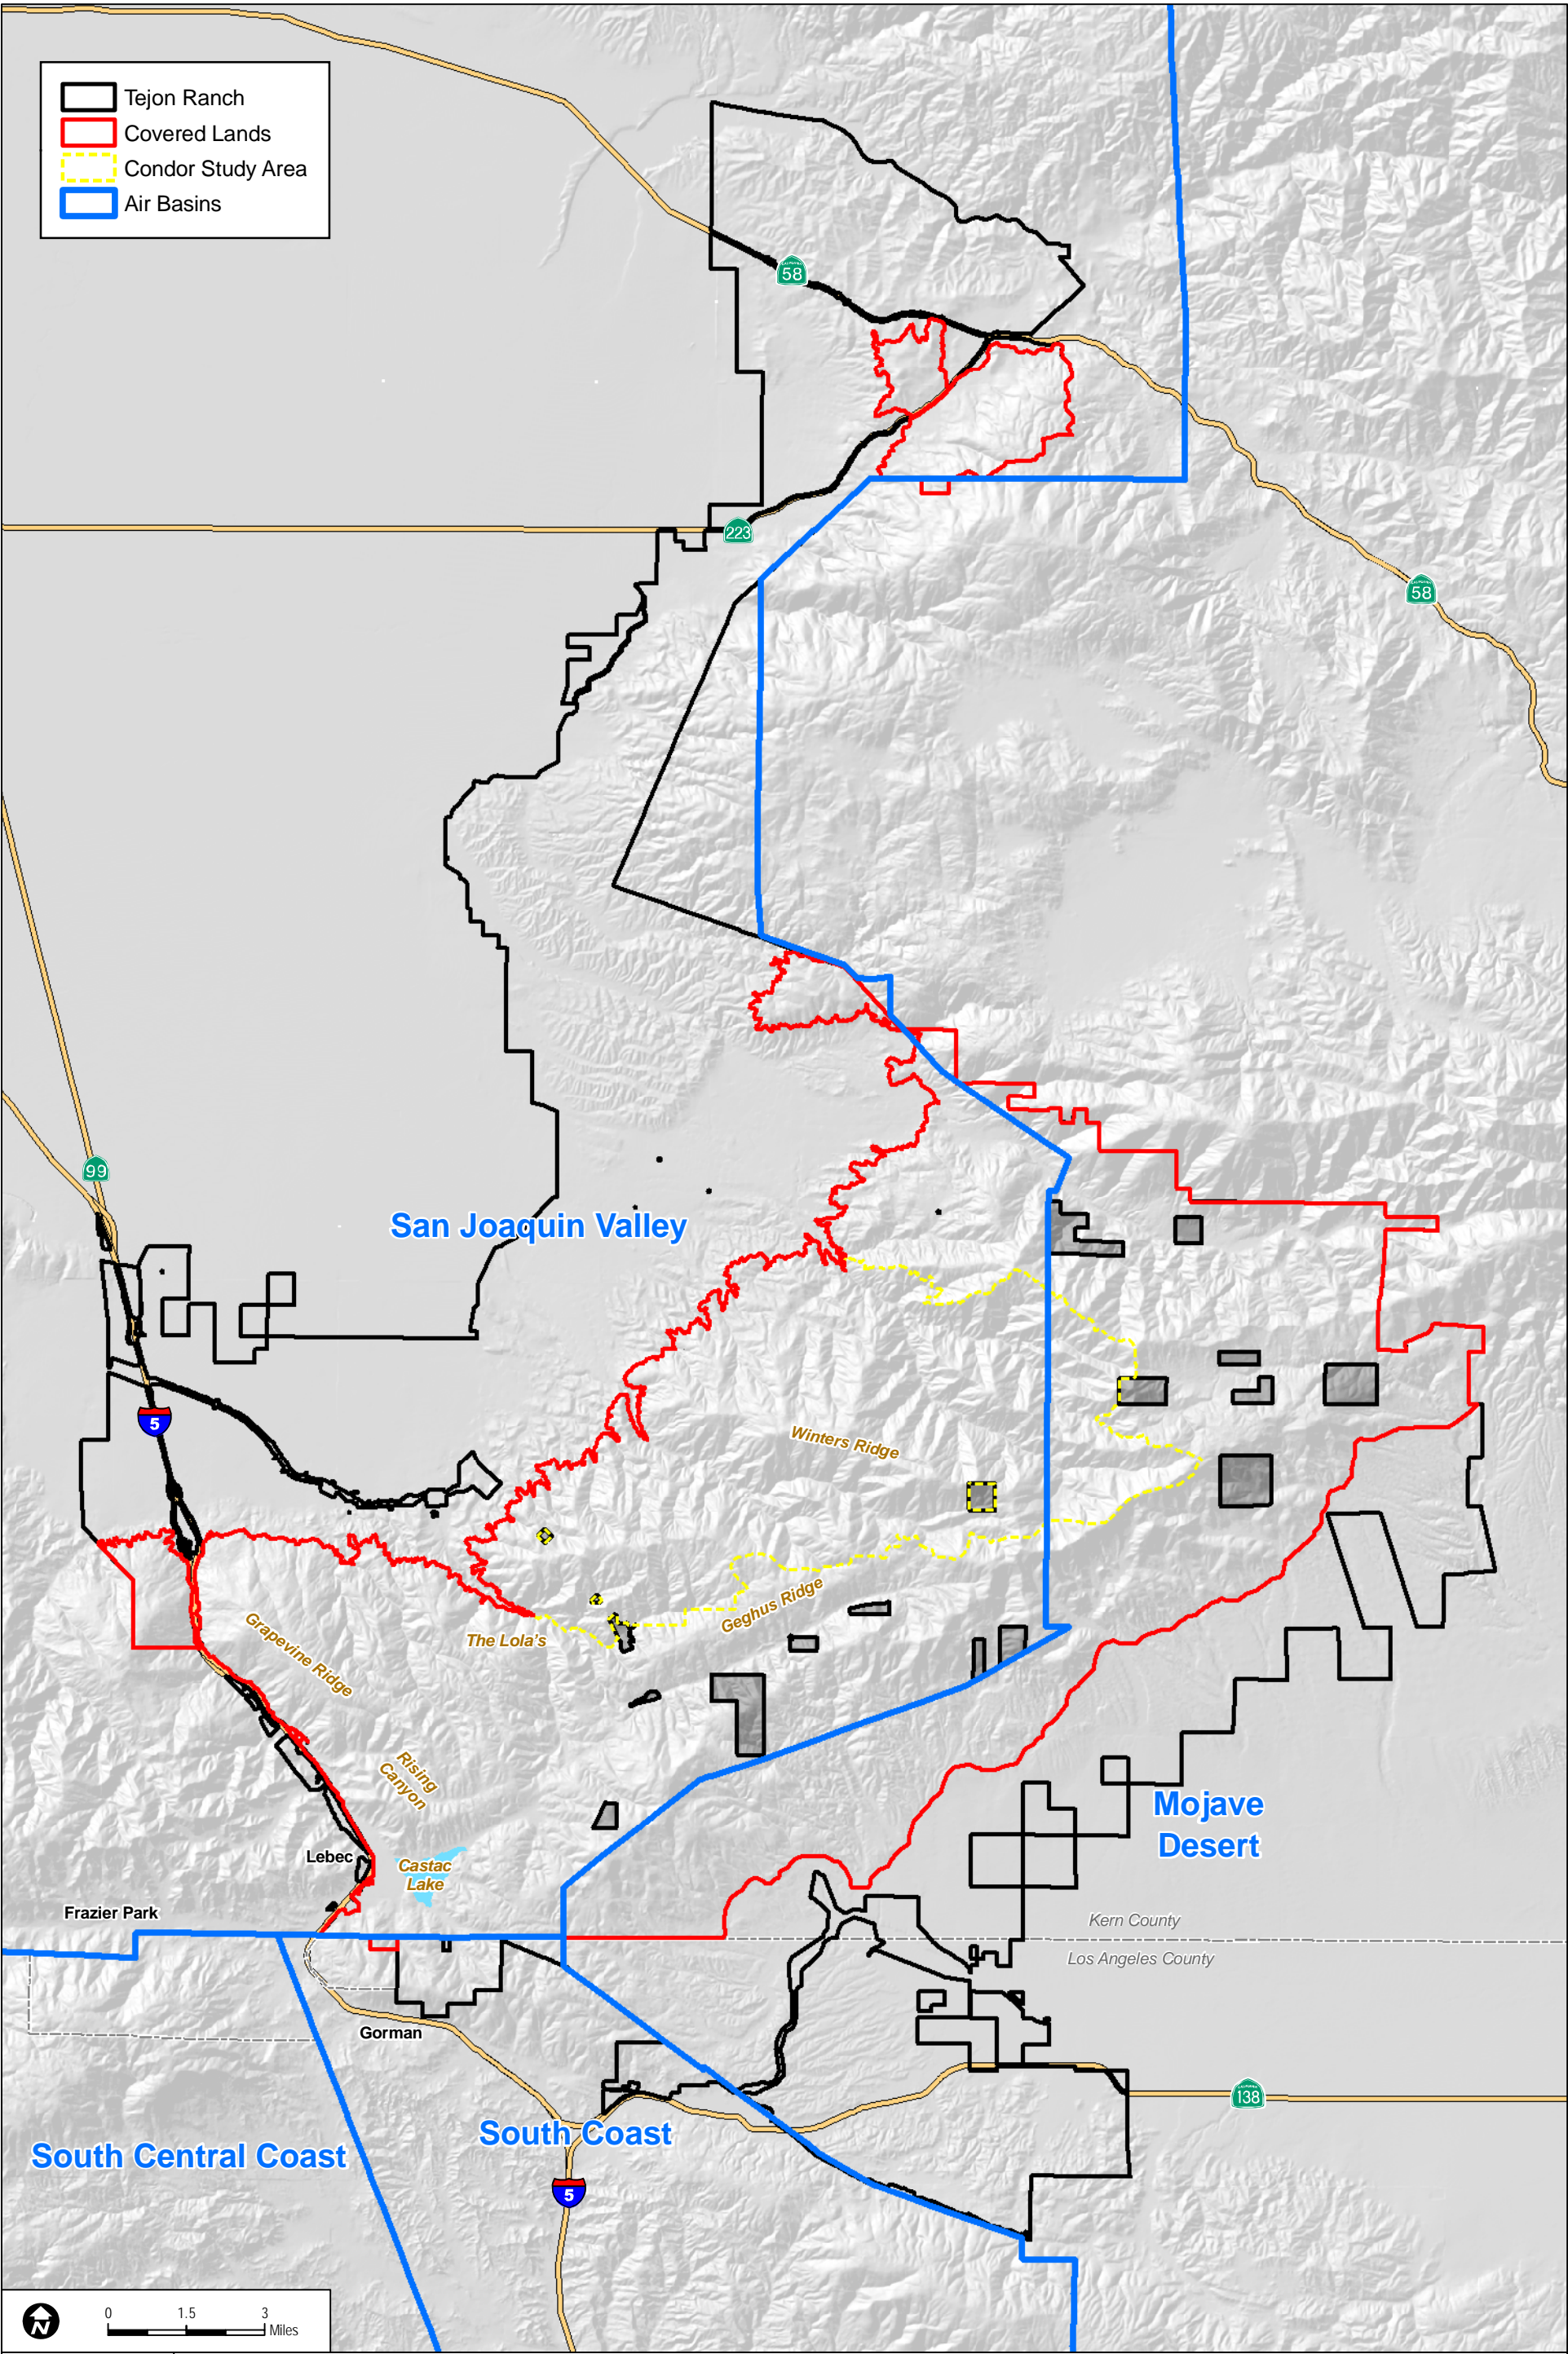 Tejon Ranch
Covered Lands
Condor Study Area
Air Basins
58
223
58
99
San Joaquin Valley
5
Winters Ridge
Geghus Ridge
The Lola's
Grapevine Ridge
Rising
Canyon
Mojave
Desert
Lebec
Castac
Lake
Frazier Park
Kern County
Los Angeles County
Gorman
138
South Coast
South Central Coast
5
N
0 1.5 3
Miles